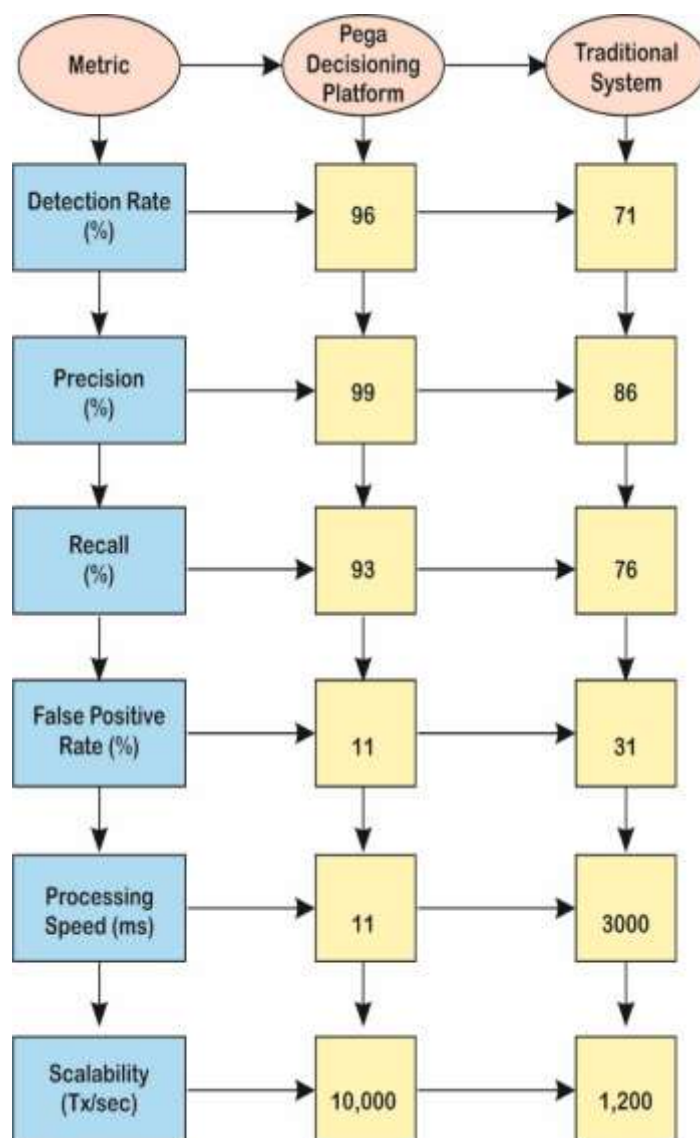 Metric
Pega
Decisioning
Platform
Traditional
System
Detection Rate
(%)
96
71
Precision
(%)
99
86
Recall
(%)
93
76
False Positive
Rate (%)
11
31
Processing
Speed (ms)
11
3000
Scalability
(Tx/sec)
10,000
1,200